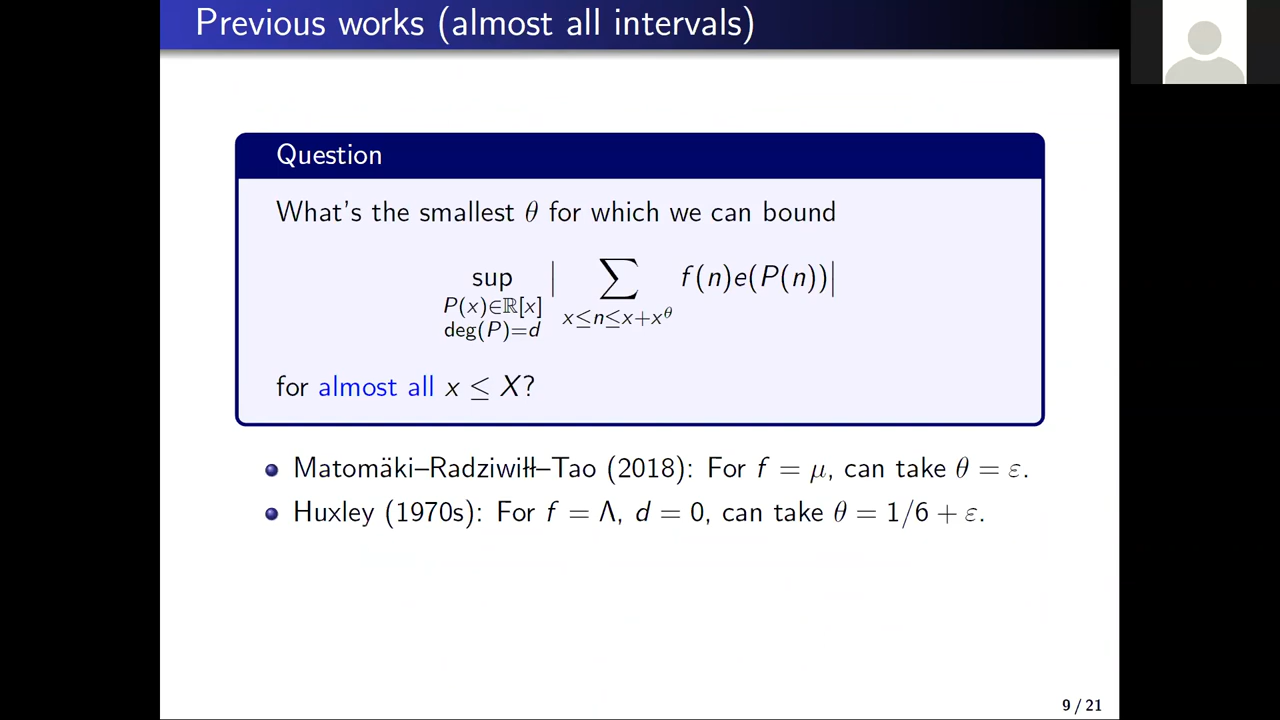 Previous works (almost all intervals)
Question
What's the smallest θ for which we can bound
sup | ∑ f(n)e(P(n))|
P(x)∈ℝ[x]
deg(P)=d x≤n≤x+x^θ
for almost all x ≤ X?
Matomäki–Radziwiłł–Tao (2018): For f = μ, can take θ = ε.
Huxley (1970s): For f = Λ, d = 0, can take θ = 1/6 + ε.
9 / 21